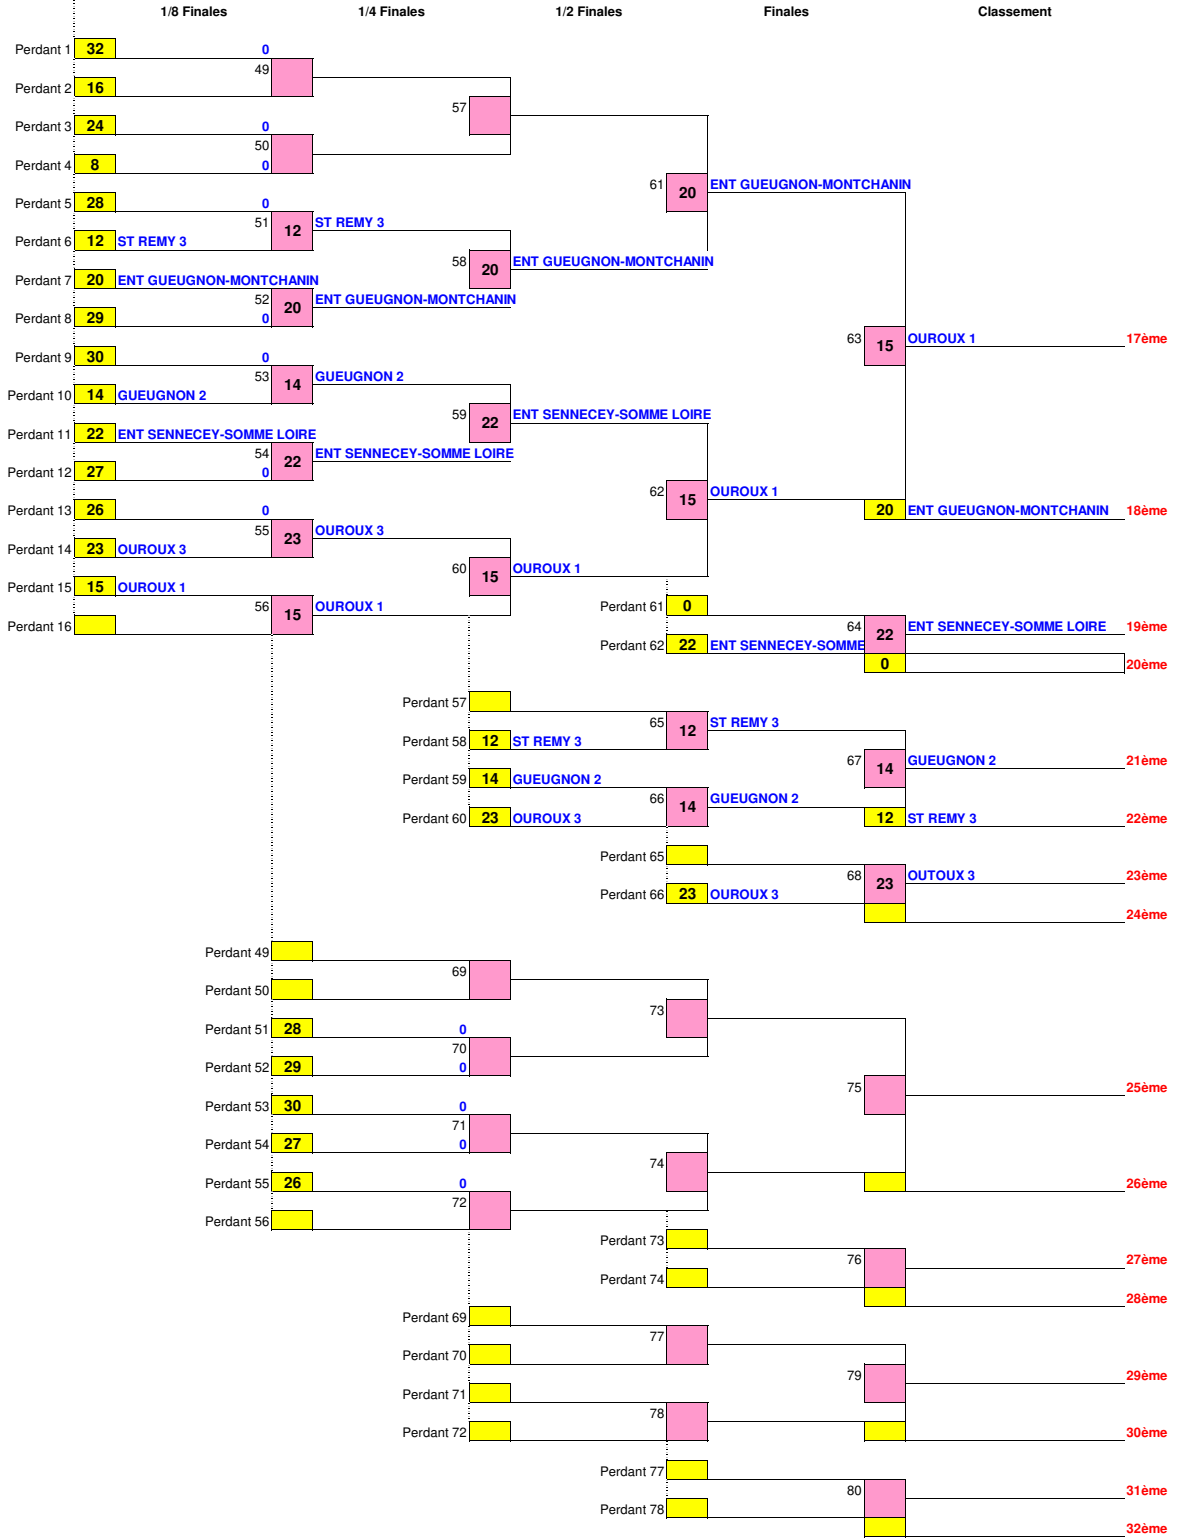 1/8 Finales 1/4 Finales 1/2 Finales Finales Classement
Perdant 1 32 0
49
Perdant 2 16
57
Perdant 3 24 0
50
Perdant 4 8 0
61 20 ENT GUEUGNON-MONTCHANIN
Perdant 5 28 0
51 12 ST REMY 3
Perdant 6 12 ST REMY 3
58 20 ENT GUEUGNON-MONTCHANIN
Perdant 7 20 ENT GUEUGNON-MONTCHANIN
52 20 ENT GUEUGNON-MONTCHANIN
Perdant 8 29 0
63 15 OUROUX 1 17ème
Perdant 9 30 0
53 14 GUEUGNON 2
Perdant 10 14 GUEUGNON 2
59 22 ENT SENNECEY-SOMME LOIRE
Perdant 11 22 ENT SENNECEY-SOMME LOIRE
54 22 ENT SENNECEY-SOMME LOIRE
Perdant 12 27 0
62 15 OUROUX 1
Perdant 13 26 0
20 ENT GUEUGNON-MONTCHANIN 18ème
55 23 OUROUX 3
Perdant 14 23 OUROUX 3
60 15 OUROUX 1
Perdant 15 15 OUROUX 1
56 15 OUROUX 1
Perdant 61 0
Perdant 16
64 22 ENT SENNECEY-SOMME LOIRE 19ème
Perdant 62 22 ENT SENNECEY-SOMME
0 20ème
Perdant 57
65 12 ST REMY 3
Perdant 58 12 ST REMY 3
67 14 GUEUGNON 2 21ème
Perdant 59 14 GUEUGNON 2
66 14 GUEUGNON 2
Perdant 60 23 OUROUX 3
12 ST REMY 3 22ème
Perdant 65
68 23 OUTOUX 3 23ème
Perdant 66 23 OUROUX 3
24ème
Perdant 49
69
Perdant 50
73
Perdant 51 28 0
70
Perdant 52 29 0
75 25ème
Perdant 53 30 0
71
Perdant 54 27 0
74
Perdant 55 26 0
26ème
72
Perdant 56
Perdant 73
76 27ème
Perdant 74
28ème
Perdant 69
77
Perdant 70
79 29ème
Perdant 71
78
Perdant 72
30ème
Perdant 77
80 31ème
Perdant 78
32ème